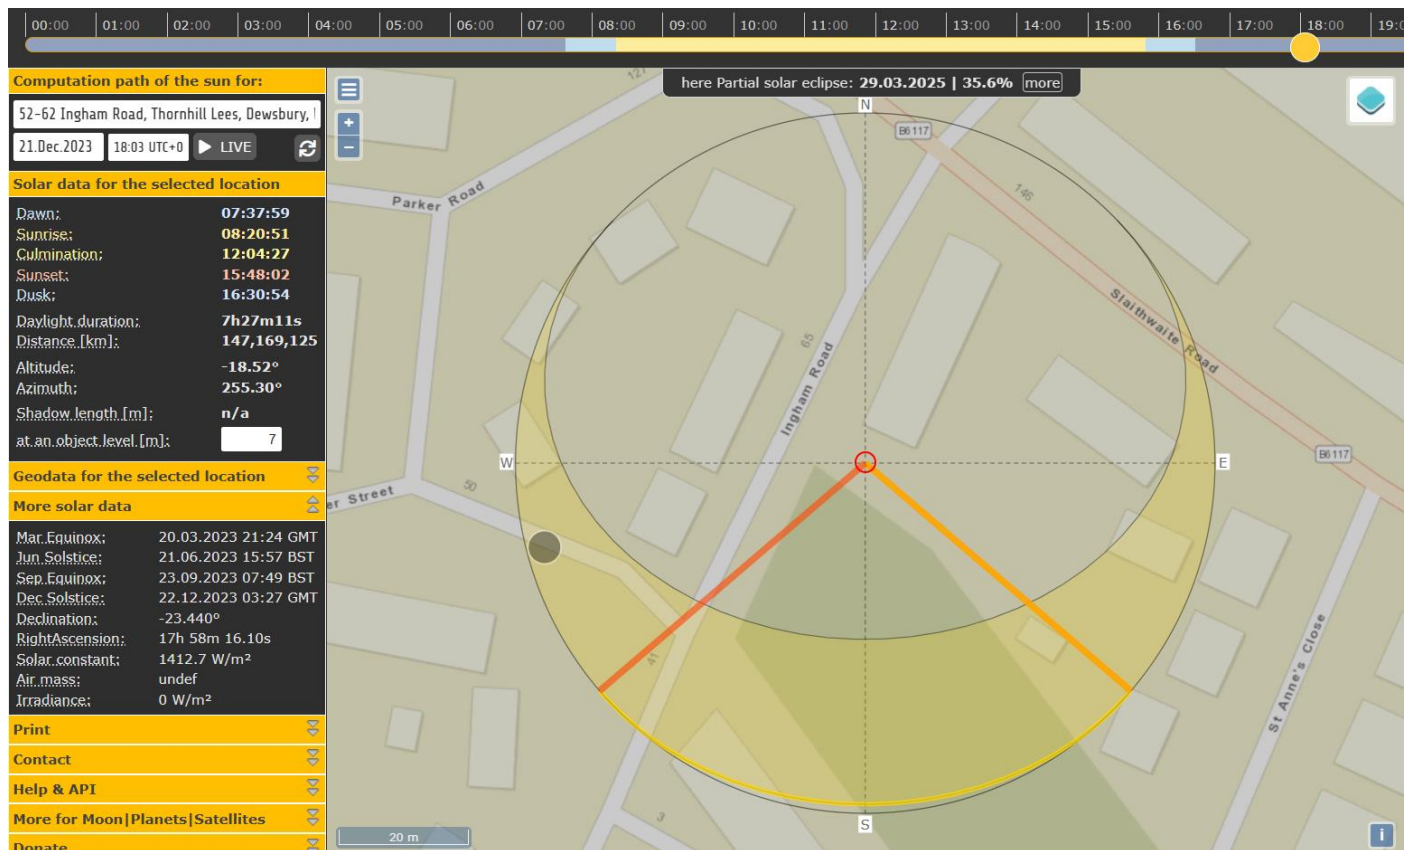 00:00 01:00 02:00 03:00 04:00 05:00 06:00 07:00 08:00 09:00 10:00 11:00 12:00 13:00 14:00 15:00 16:00 17:00 18:00
Computation path of the sun for:
52-62 Ingham Road, Thornhill Lees, Dewsbury,
21.Dec.2023 18:03 UTC+0 LIVE
Solar data for the selected location
Dawn: 07:37:59
Sunrise: 08:20:51
Culmination: 12:04:27
Sunset: 15:48:02
Dusk: 16:30:54
Daylight duration: 7h27m11s
Distance [km]: 147,169,125
Altitude: -18.52°
Azimuth: 255.30°
Shadow length [m]: n/a
at an object level [m]: 7
Geodata for the selected location
More solar data
Mar Equinox: 20.03.2023 21:24 GMT
Jun Solstice: 21.06.2023 15:57 BST
Sep Equinox: 23.09.2023 07:49 BST
Dec Solstice: 22.12.2023 03:27 GMT
Declination: -23.440°
RightAscension: 17h 58m 16.10s
Solar constant: 1412.7 W/m²
Air mass: undef
Irradiance: 0 W/m²
Print
Contact
Help & API
More for Moon|Planets|Satellites
Donate
here Partial solar eclipse: 29.03.2025 | 35.6% more
+
−
127
N
B6117
146
Parker Road
Slaithwaite Road
65
Ingham Road
W
E
B6117
50
er Street
41
St Anne's Close
3
S
20 m
i